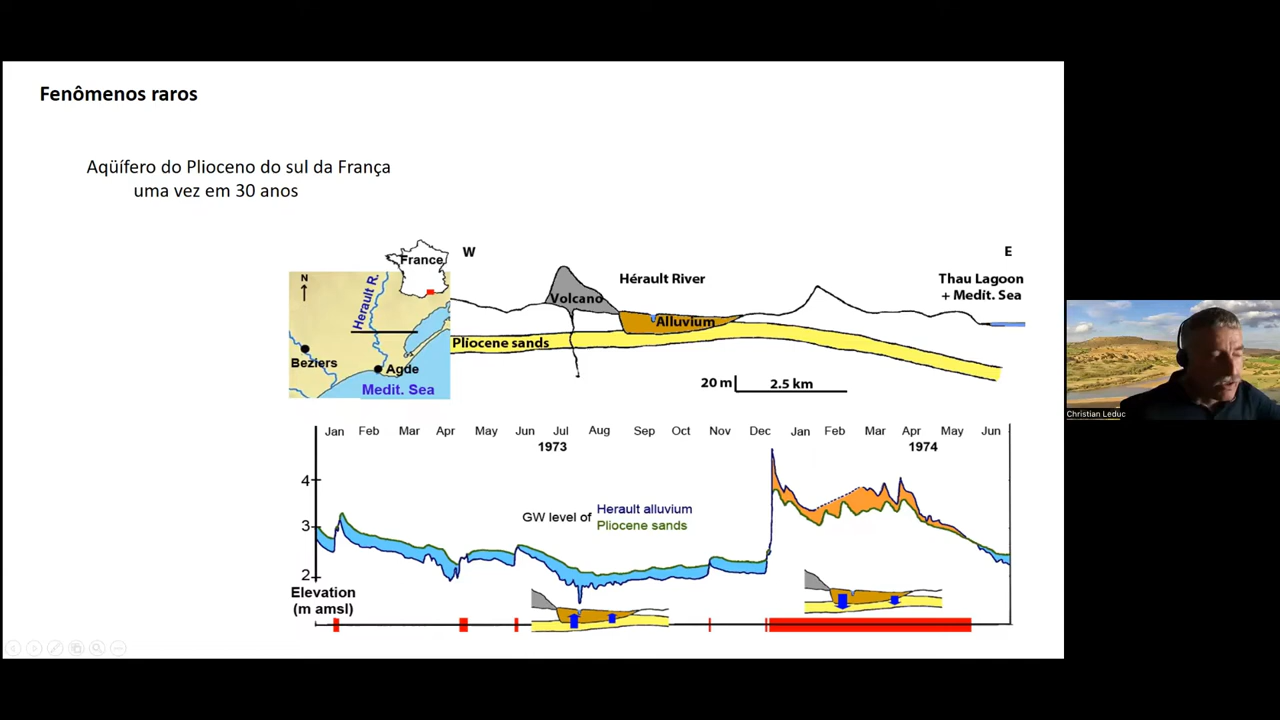 Fenômenos raros
Aqüífero do Plioceno do sul da França
uma vez em 30 anos
France
W
E
N
Herault R.
Beziers
Agde
Medit. Sea
Volcano
Hérault River
Alluvium
Pliocene sands
Thau Lagoon
+ Medit. Sea
20 m
2.5 km
Jan Feb Mar Apr May Jun Jul Aug Sep Oct Nov Dec Jan Feb Mar Apr May Jun
1973 1974
4
3
2
GW level of
Herault alluvium
Pliocene sands
Elevation
(m amsl)
Christian Leduc